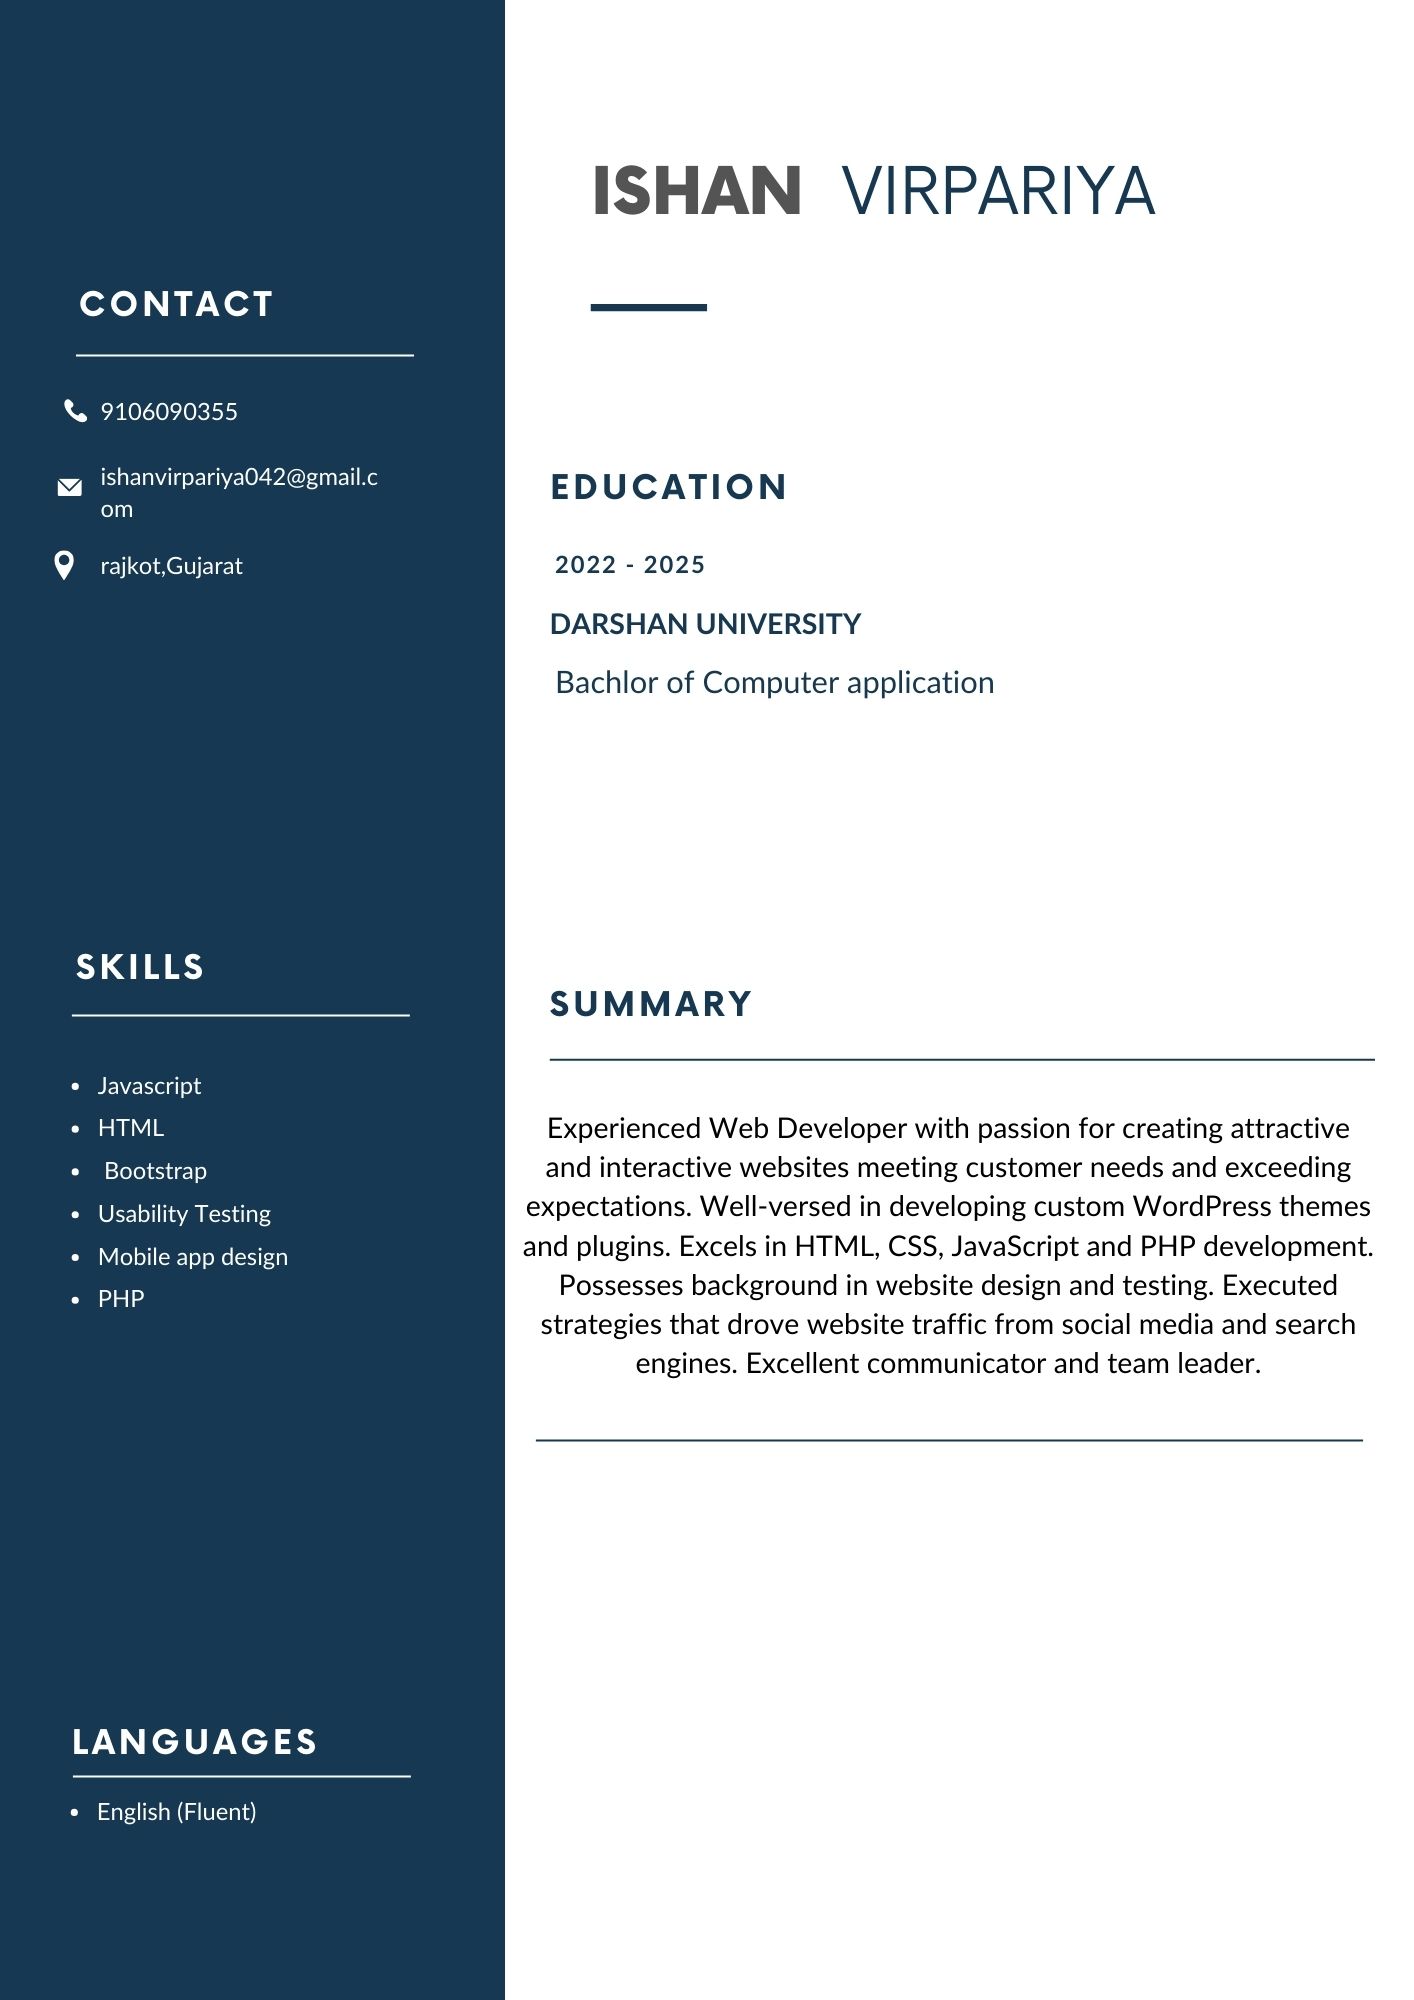 ISHAN VIRPARIYA
CONTACT
9106090355
ishanvirpariya042@gmail.c
om
rajkot,Gujarat
SKILLS
• Javascript
• HTML
• Bootstrap
• Usability Testing
• Mobile app design
• PHP
LANGUAGES
• English (Fluent)
EDUCATION
2022 - 2025
DARSHAN UNIVERSITY
Bachlor of Computer application
SUMMARY
Experienced Web Developer with passion for creating attractive
and interactive websites meeting customer needs and exceeding
expectations. Well-versed in developing custom WordPress themes
and plugins. Excels in HTML, CSS, JavaScript and PHP development.
Possesses background in website design and testing. Executed
strategies that drove website traffic from social media and search
engines. Excellent communicator and team leader.